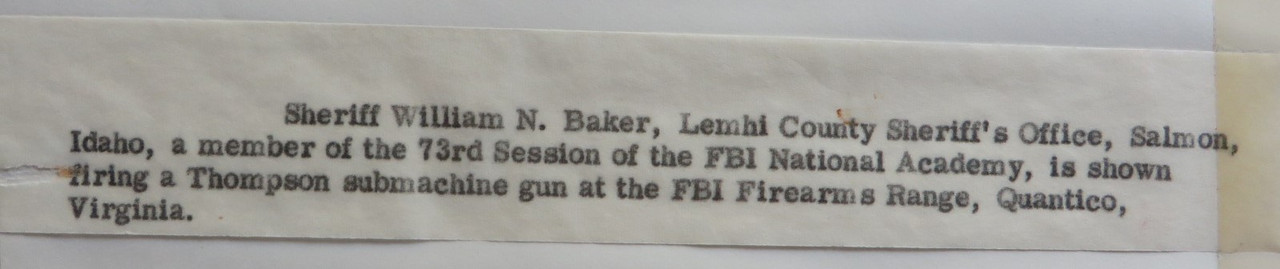 Sheriff William N. Baker, Lemhi County Sheriff's Office, Salmon,
Idaho, a member of the 73rd Session of the FBI National Academy, is shown
firing a Thompson submachine gun at the FBI Firearms Range, Quantico,
Virginia.